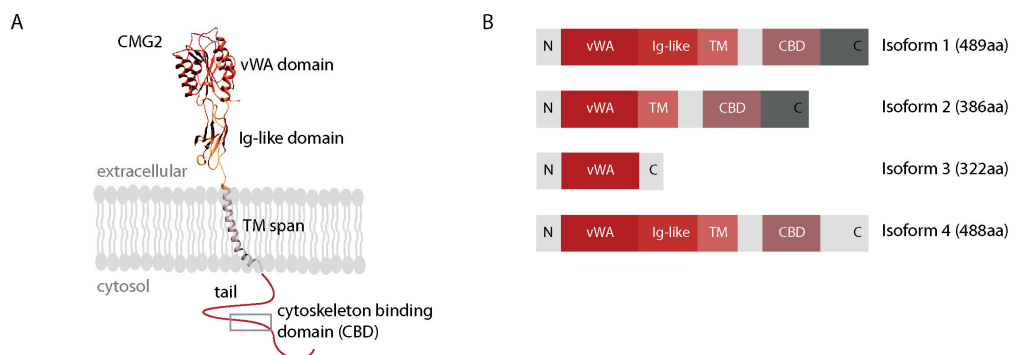 A
CMG2
vWA domain
Ig-like domain
extracellular
TM span
cytosol
tail
cytoskeleton binding
domain (CBD)
B
N vWA Ig-like TM CBD C Isoform 1 (489aa)
N vWA TM CBD C Isoform 2 (386aa)
N vWA C Isoform 3 (322aa)
N vWA Ig-like TM CBD C Isoform 4 (488aa)